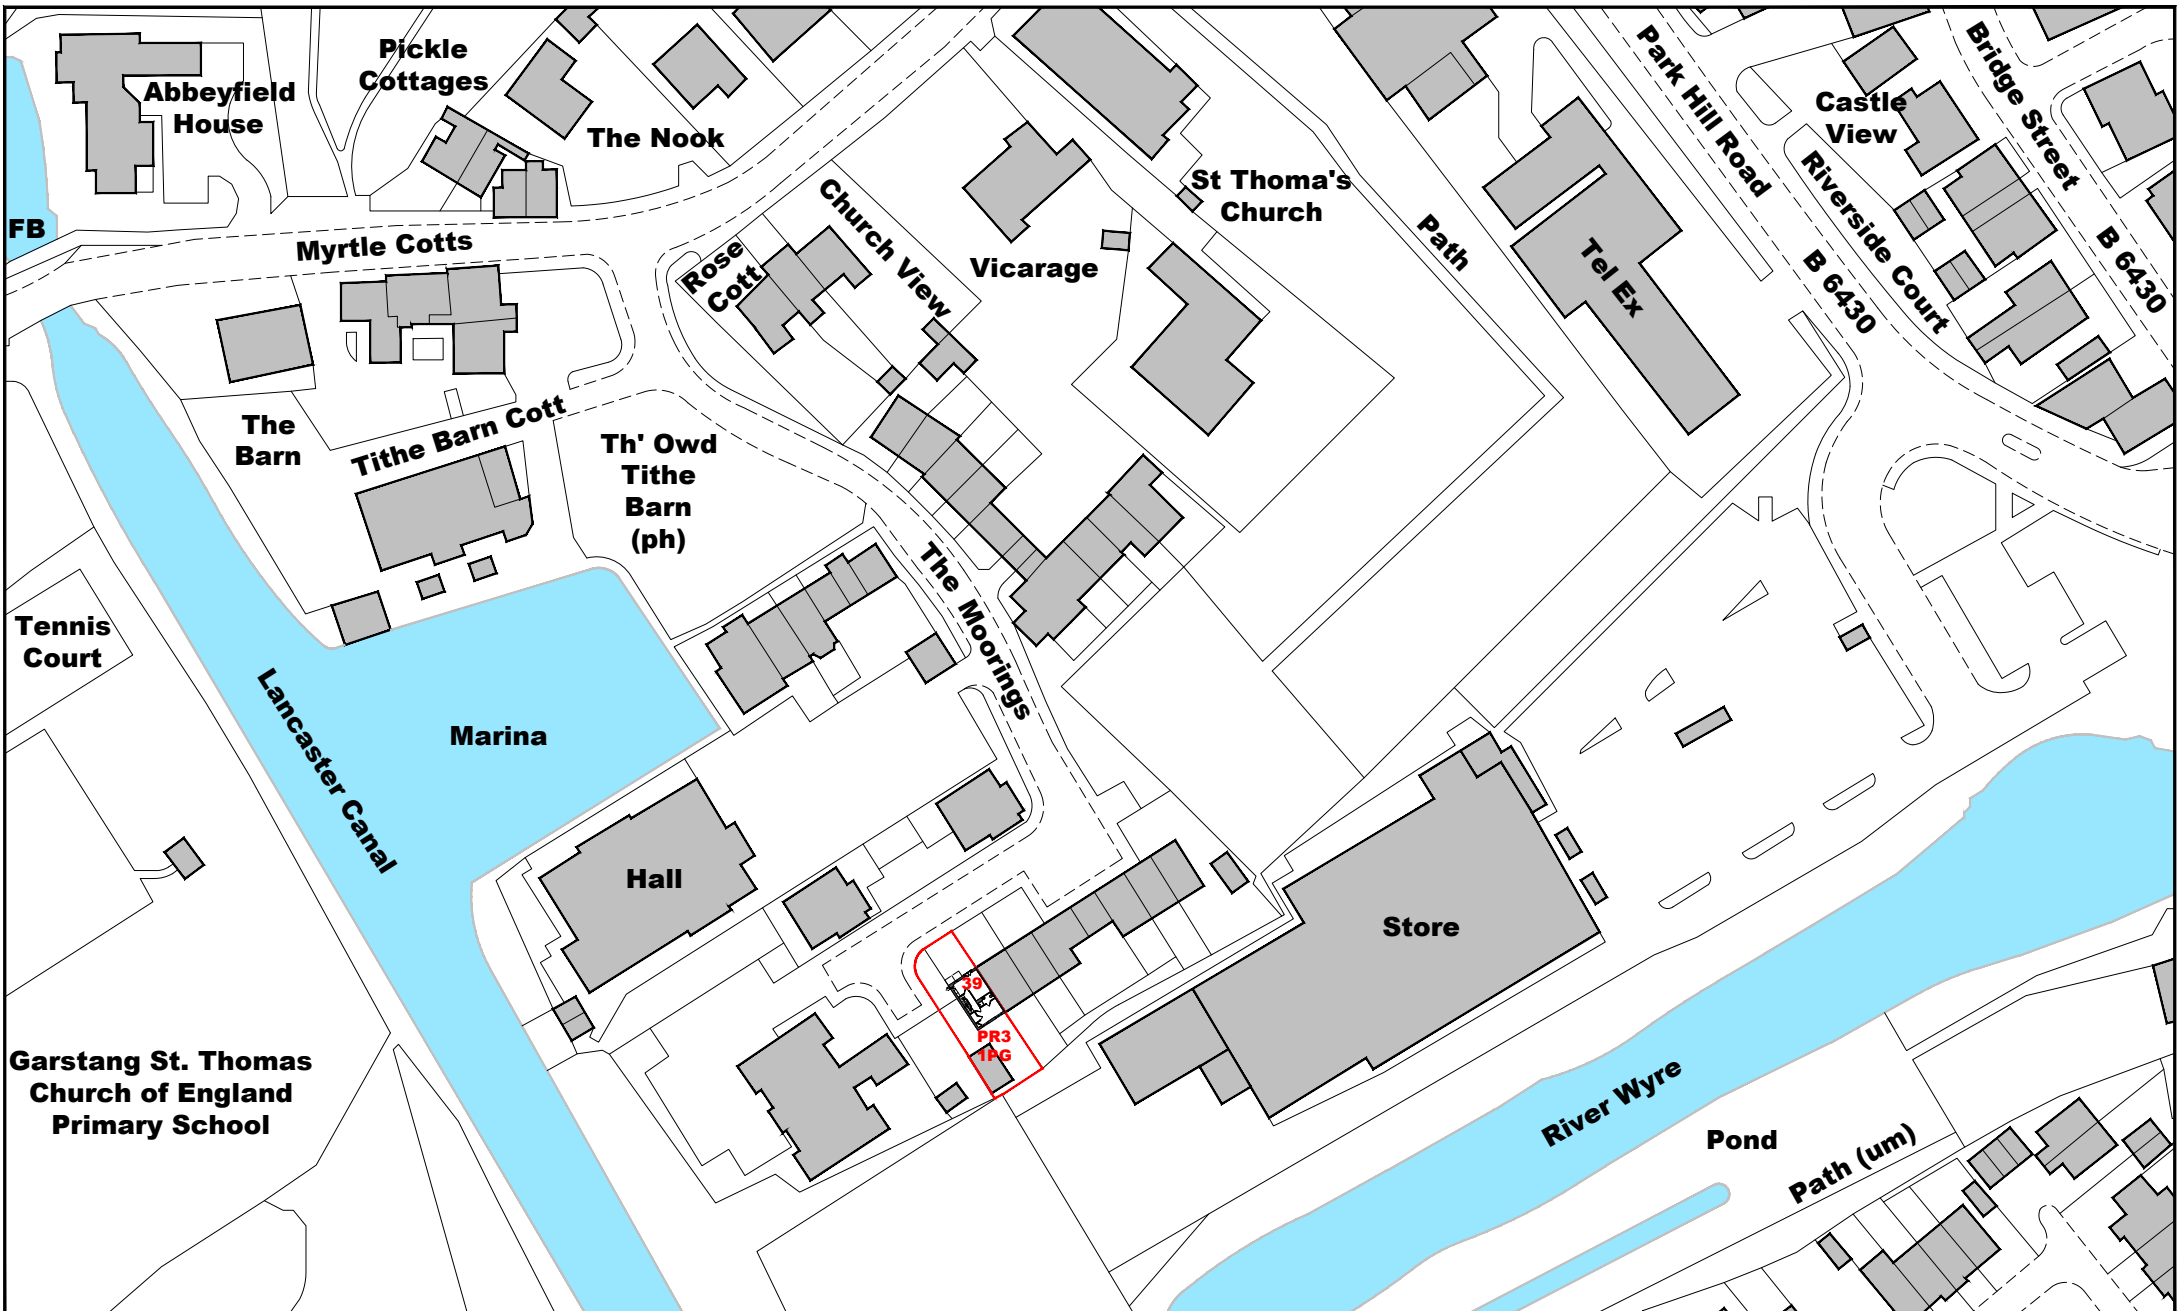 Pickle
Cottages
Abbeyfield
House
The Nook
Park Hill Road
Bridge Street
Castle
View
St Thoma's
Church
Church View
Riverside Court
FB
Myrtle Cotts
Rose
Cott
Vicarage
Path
Tel Ex
B 6430
B 6430
The
Barn
Tithe Barn Cott
Th' Owd
Tithe
Barn
(ph)
The Moorings
Tennis
Court
Lancaster Canal
Marina
Hall
Store
39
PR3
1PG
Garstang St. Thomas
Church of England
Primary School
River Wyre
Pond
Path (um)